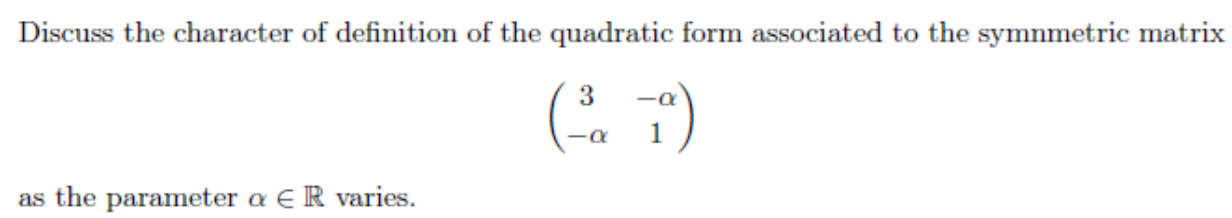 Discuss the character of definition of the quadratic form associated to the symnmetric matrix
( 3 −α )
( −α 1 )
as the parameter α ∈ ℝ varies.